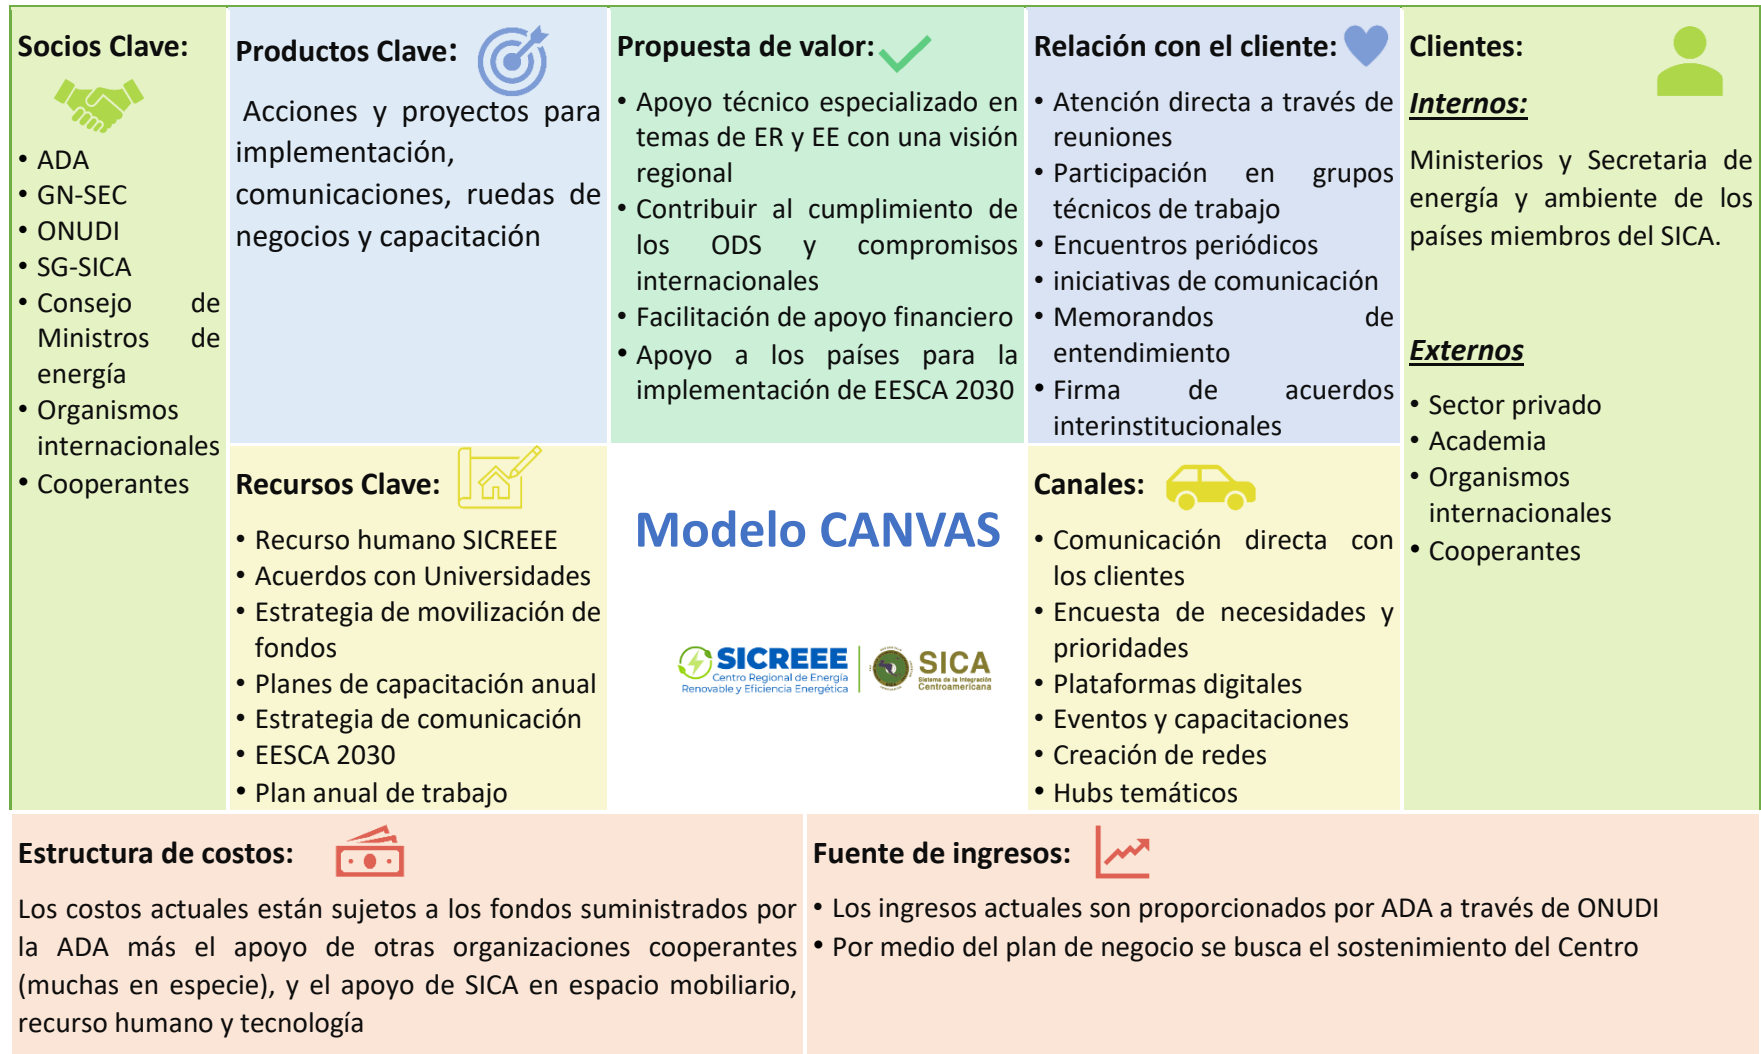 Socios Clave:
• ADA
• GN-SEC
• ONUDI
• SG-SICA
• Consejo de
Ministros de
energía
• Organismos
internacionales
• Cooperantes
Productos Clave:
Acciones y proyectos para
implementación,
comunicaciones, ruedas de
negocios y capacitación
Recursos Clave:
• Recurso humano SICREEE
• Acuerdos con Universidades
• Estrategia de movilización de
fondos
• Planes de capacitación anual
• Estrategia de comunicación
• EESCA 2030
• Plan anual de trabajo
Propuesta de valor:
• Apoyo técnico especializado en
temas de ER y EE con una visión
regional
• Contribuir al cumplimiento de
los ODS y compromisos
internacionales
• Facilitación de apoyo financiero
• Apoyo a los países para la
implementación de EESCA 2030
Modelo CANVAS
SICREEE
Centro Regional de Energía
Renovable y Eficiencia Energética
SICA
Sistema de la Integración
Centroamericana
Relación con el cliente:
• Atención directa a través de
reuniones
• Participación en grupos
técnicos de trabajo
• Encuentros periódicos
• iniciativas de comunicación
• Memorandos de
entendimiento
• Firma de acuerdos
interinstitucionales
Canales:
• Comunicación directa con
los clientes
• Encuesta de necesidades y
prioridades
• Plataformas digitales
• Eventos y capacitaciones
• Creación de redes
• Hubs temáticos
Clientes:
Internos:
Ministerios y Secretaria de
energía y ambiente de los
países miembros del SICA.
Externos
• Sector privado
• Academia
• Organismos
internacionales
• Cooperantes
Estructura de costos:
Los costos actuales están sujetos a los fondos suministrados por
la ADA más el apoyo de otras organizaciones cooperantes
(muchas en especie), y el apoyo de SICA en espacio mobiliario,
recurso humano y tecnología
Fuente de ingresos:
• Los ingresos actuales son proporcionados por ADA a través de ONUDI
• Por medio del plan de negocio se busca el sostenimiento del Centro